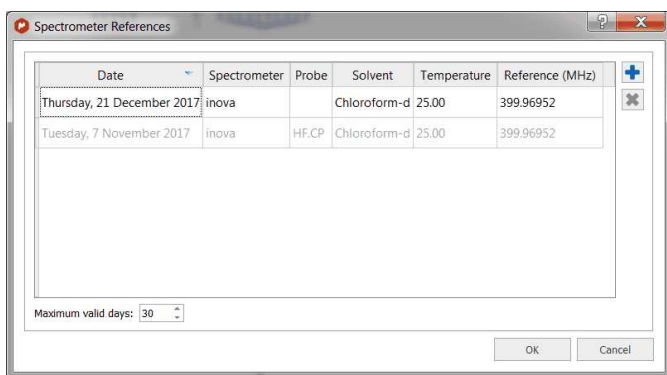 Spectrometer References
Date Spectrometer Probe Solvent Temperature Reference (MHz)
Thursday, 21 December 2017 inova Chloroform-d 25.00 399.96952
Tuesday, 7 November 2017 inova HF.CP Chloroform-d 25.00 399.96952
Maximum valid days: 30
OK Cancel